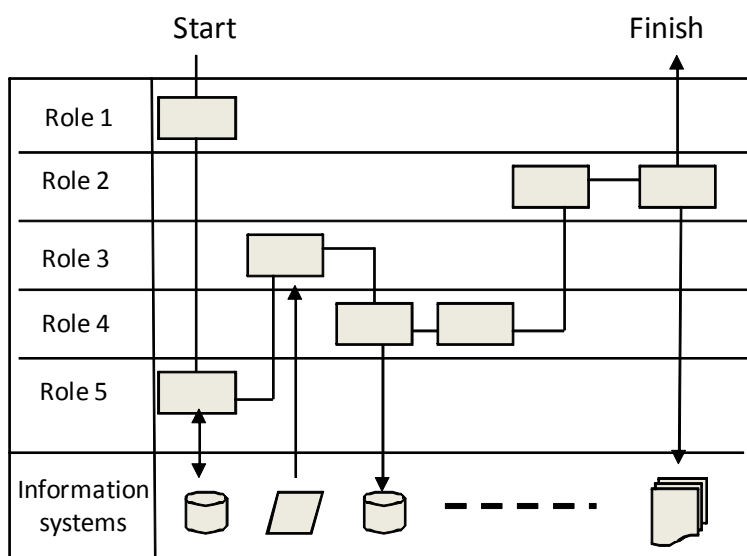 Start
Finish
Role 1
Role 2
Role 3
Role 4
Role 5
Information
systems